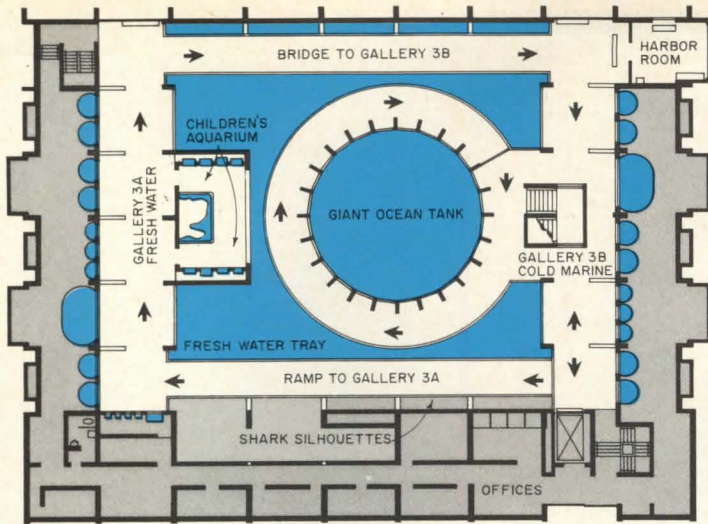 BRIDGE TO GALLERY 3B
HARBOR
ROOM
CHILDREN'S
AQUARIUM
GALLERY 3A
FRESH WATER
GIANT OCEAN TANK
GALLERY 3B
COLD MARINE
FRESH WATER TRAY
RAMP TO GALLERY 3A
SHARK SILHOUETTES
OFFICES